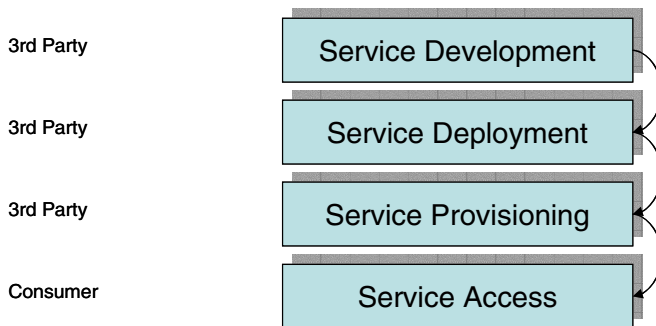 3rd Party
Service Development
3rd Party
Service Deployment
3rd Party
Service Provisioning
Consumer
Service Access